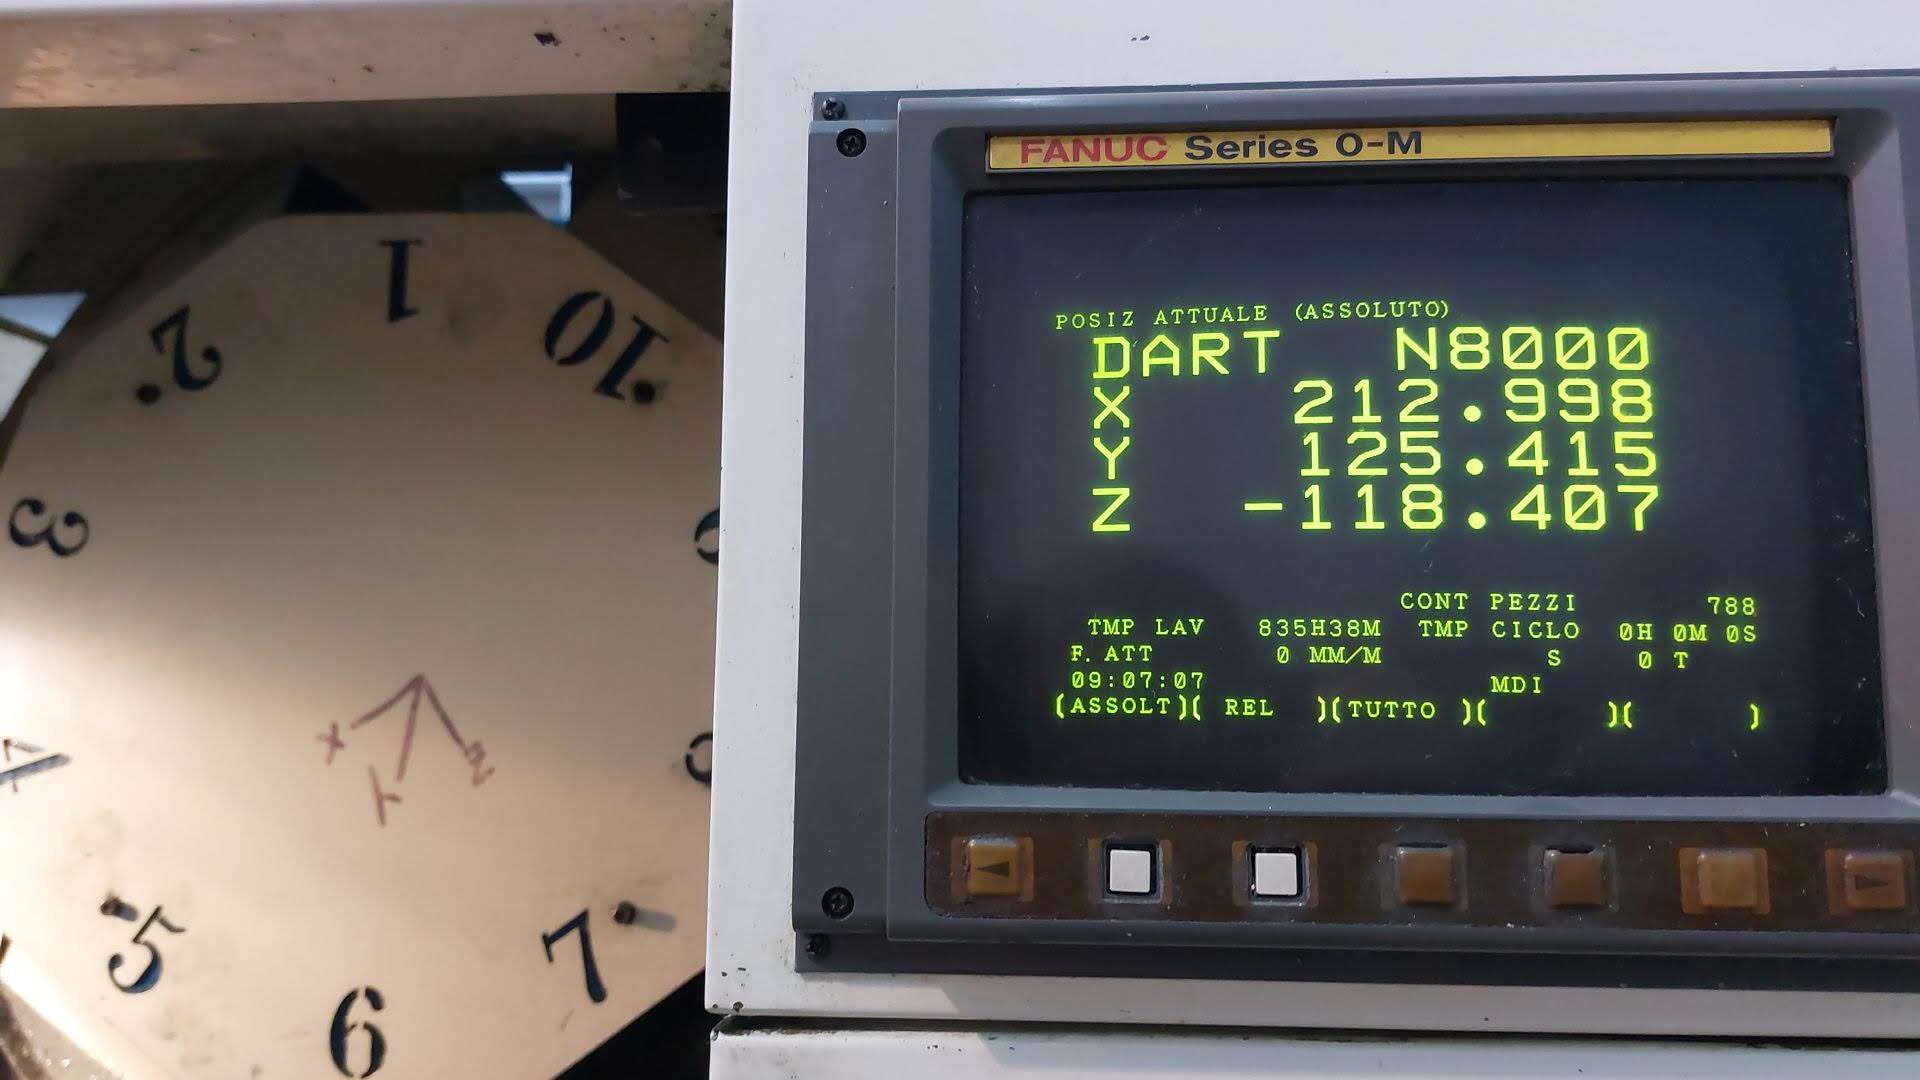 FANUC Series 0-M
POSIZ ATTUALE (ASSOLUTO)
DART N8000
X 212.998
Y 125.415
Z -118.407
CONT PEZZI 788
TMP LAV 835H38M TMP CICLO 0H 0M 0S
F. ATT 0 MM/M S 0 T
09:07:07 MDI
(ASSOLT)( REL )(TUTTO )( )( )
1
2
10
3
X
Y
Z
5
7
6